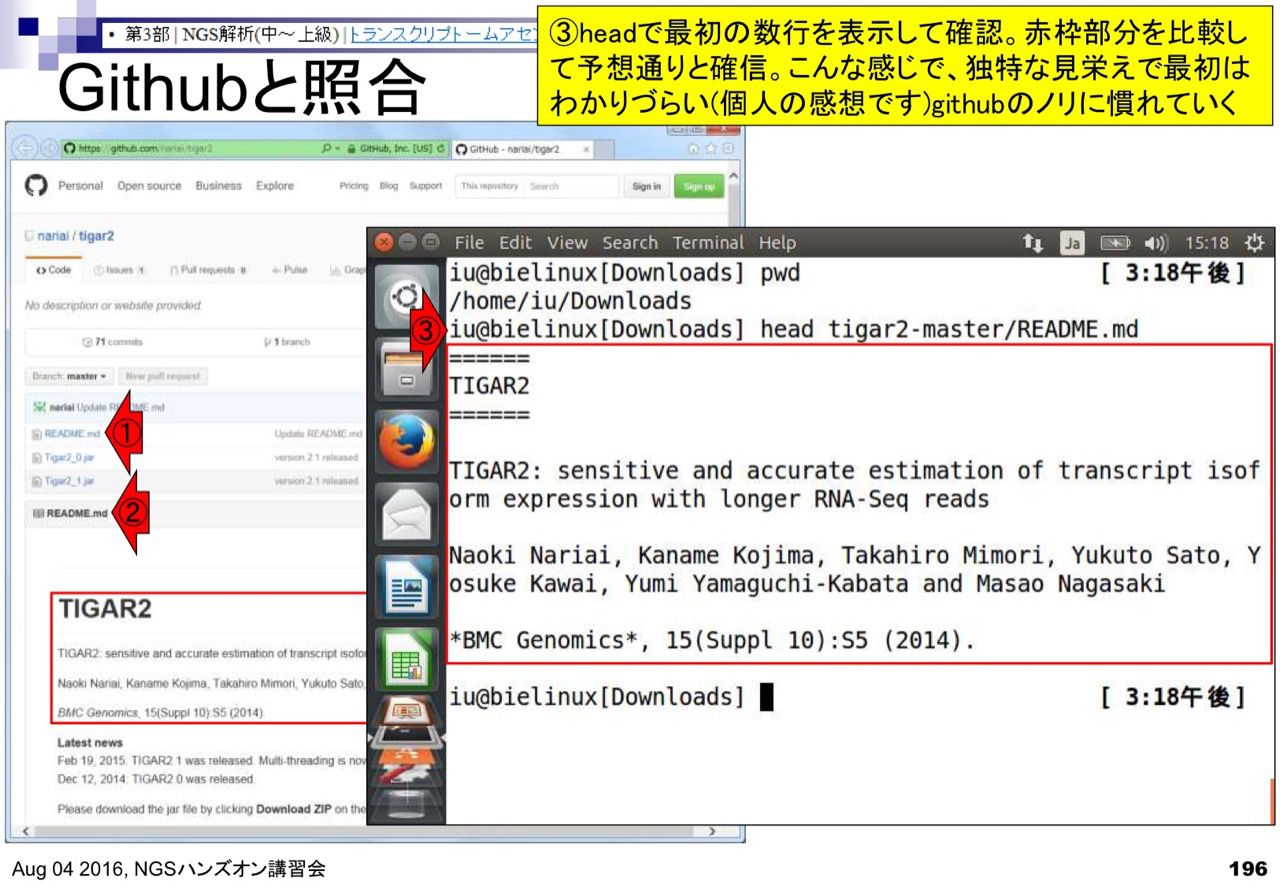 • 第3部 | NGS解析(中～上級) | トランスクリプトームアセ
Githubと照合
③headで最初の数行を表示して確認。赤枠部分を比較し
て予想通りと確信。こんな感じで、独特な見栄えで最初は
わかりづらい(個人の感想です)githubのノリに慣れていく
https://github.com/nariai/tigar2
GitHub, Inc. [US]
GitHub - nariai/tigar2
Personal Open source Business Explore Pricing Blog Support This repository Search Sign in Sign up
nariai / tigar2
Code Issues 1 Pull requests 0 Pulse Grap
No description or website provided.
71 commits 1 branch
Branch: master New pull request
nariai Update README.md
README.md Update README.md
①
Tigar2_0.jar version 2.1 released
Tigar2_1.jar version 2.1 released
README.md
②
TIGAR2
TIGAR2: sensitive and accurate estimation of transcript isofor
Naoki Nariai, Kaname Kojima, Takahiro Mimori, Yukuto Sato,
BMC Genomics, 15(Suppl 10):S5 (2014).
Latest news
Feb 19, 2015: TIGAR2.1 was released. Multi-threading is now
Dec 12, 2014: TIGAR2.0 was released.
Please download the jar file by clicking Download ZIP on the
File Edit View Search Terminal Help Ja 15:18
iu@bielinux[Downloads] pwd [ 3:18午後]
/home/iu/Downloads
③
iu@bielinux[Downloads] head tigar2-master/README.md
======
TIGAR2
======
TIGAR2: sensitive and accurate estimation of transcript isof
orm expression with longer RNA-Seq reads
Naoki Nariai, Kaname Kojima, Takahiro Mimori, Yukuto Sato, Y
osuke Kawai, Yumi Yamaguchi-Kabata and Masao Nagasaki
*BMC Genomics*, 15(Suppl 10):S5 (2014).
iu@bielinux[Downloads] [ 3:18午後]
Aug 04 2016, NGSハンズオン講習会
196